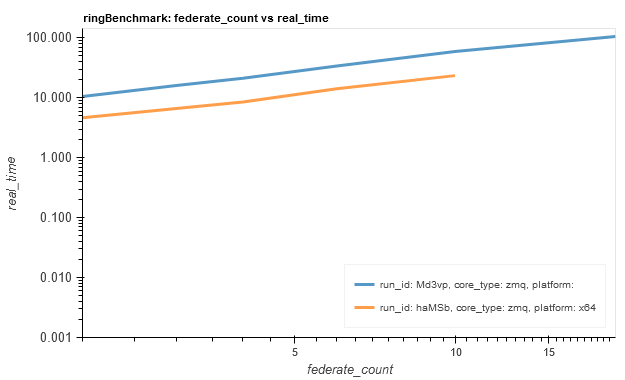 ringBenchmark: federate_count vs real_time
100.000
10.000
1.000
0.100
0.010
0.001
real_time
run_id: Md3vp, core_type: zmq, platform:
run_id: haMSb, core_type: zmq, platform: x64
5
10
15
federate_count